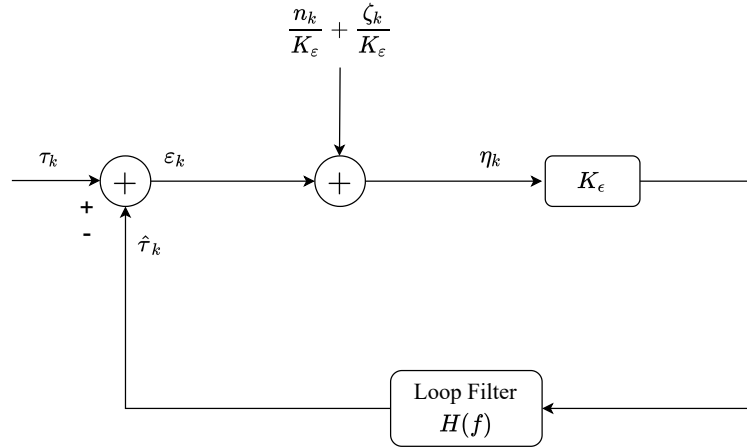 n_k/K_ε + ζ_k/K_ε
τ_k
ε_k
η_k
K_ϵ
+
+
+
-
τ̂_k
Loop Filter
H(f)